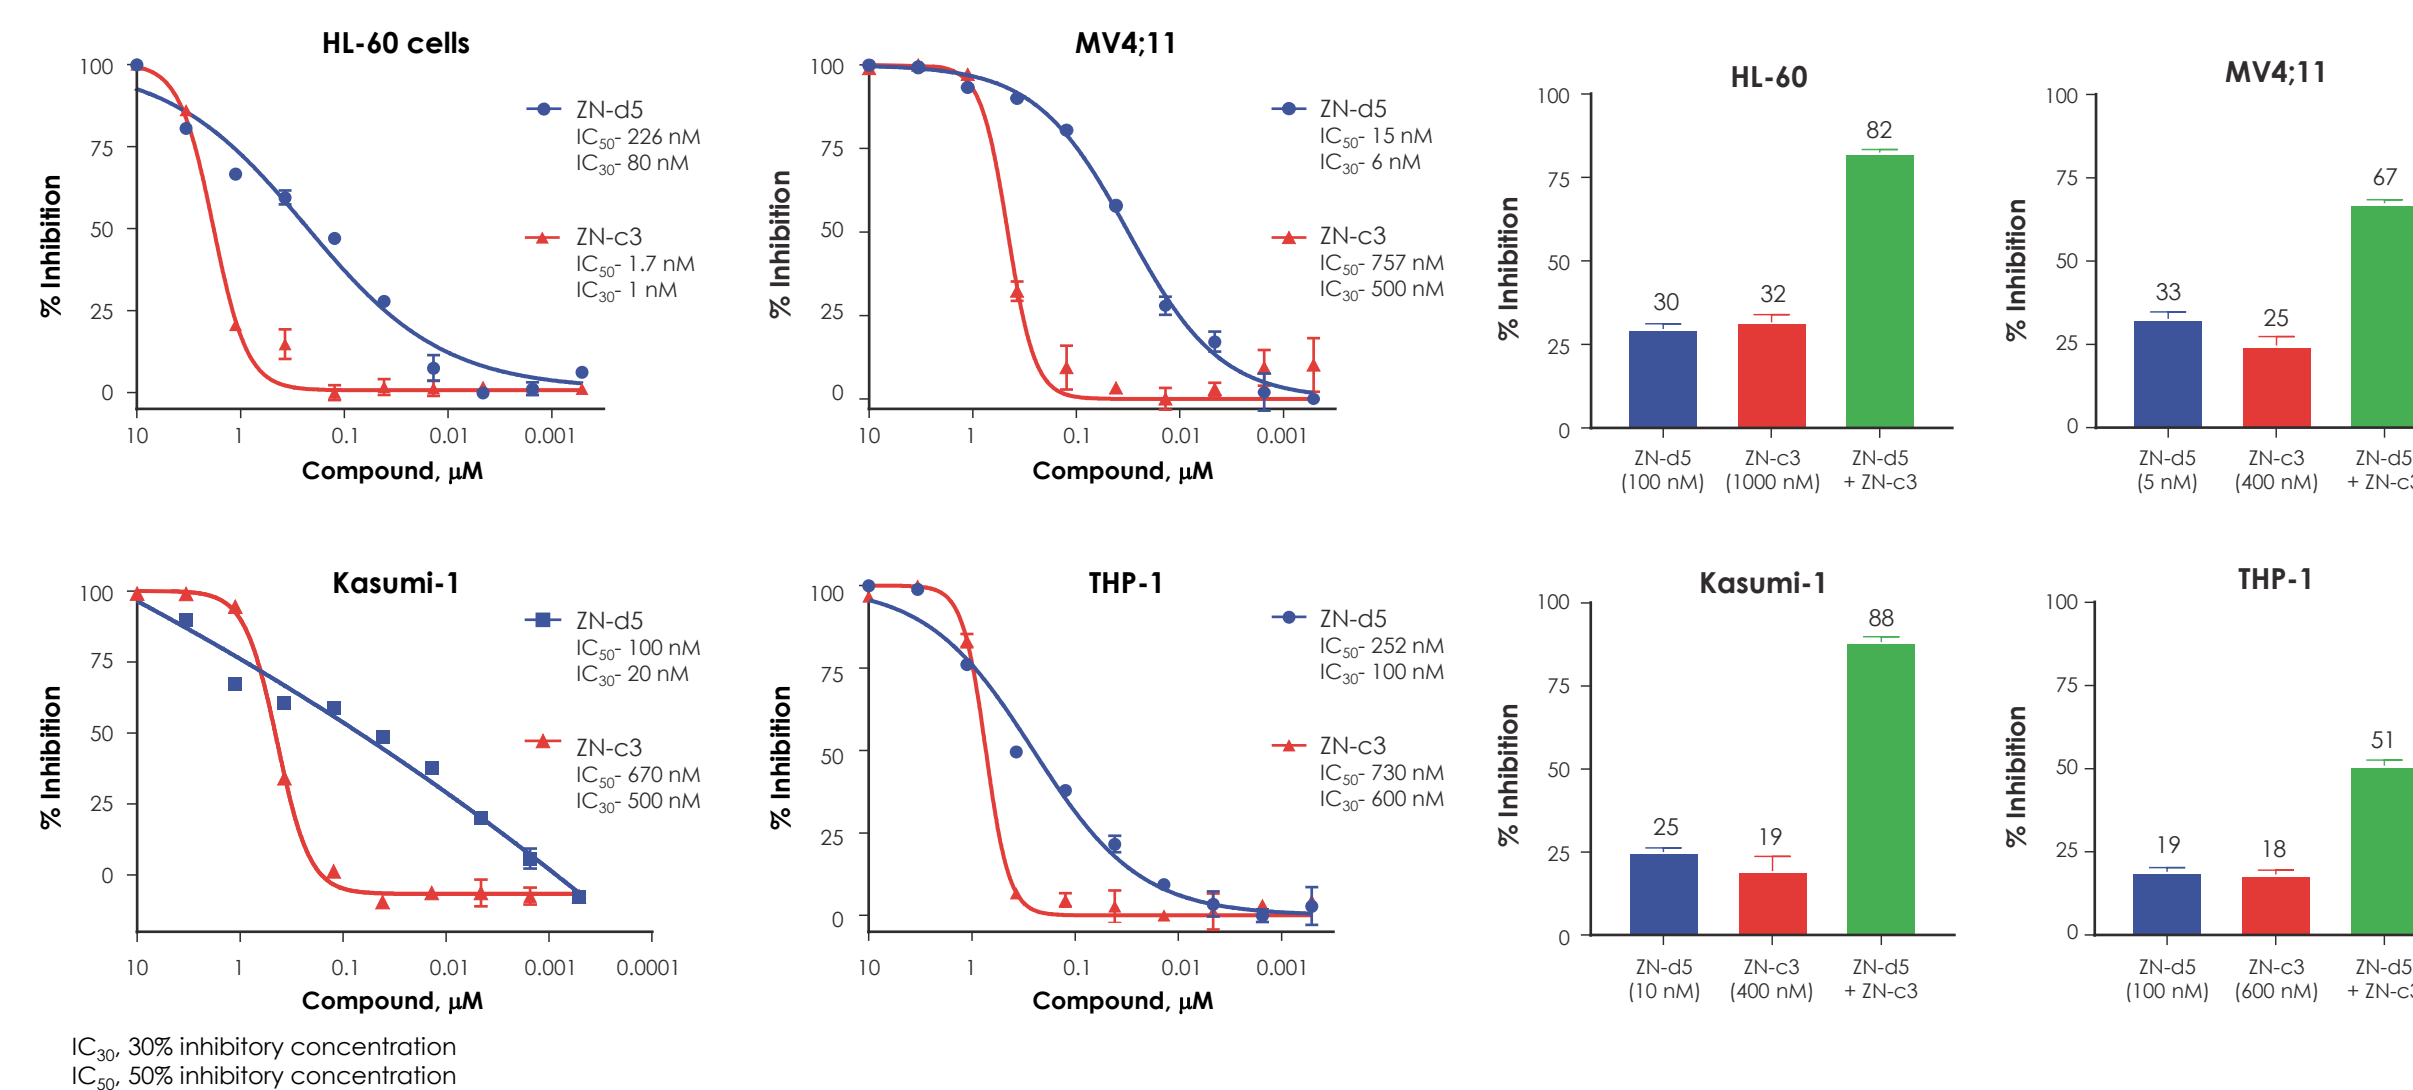 HL-60 cells
100
75
50
25
0
% Inhibition
10 1 0.1 0.01 0.001
Compound, µM
ZN-d5
IC50- 226 nM
IC30- 80 nM
ZN-c3
IC50- 1.7 nM
IC30- 1 nM
MV4;11
100
75
50
25
0
% Inhibition
10 1 0.1 0.01 0.001
Compound, µM
ZN-d5
IC50- 15 nM
IC30- 6 nM
ZN-c3
IC50- 757 nM
IC30- 500 nM
HL-60
100
75
50
25
0
% Inhibition
30 32 82
ZN-d5 ZN-c3 ZN-d5
(100 nM) (1000 nM) + ZN-c3
MV4;11
100
75
50
25
0
% Inhibition
33 25 67
ZN-d5 ZN-c3 ZN-d5
(5 nM) (400 nM) + ZN-c3
Kasumi-1
100
75
50
25
0
% Inhibition
10 1 0.1 0.01 0.001 0.0001
Compound, µM
ZN-d5
IC50- 100 nM
IC30- 20 nM
ZN-c3
IC50- 670 nM
IC30- 500 nM
THP-1
100
75
50
25
0
% Inhibition
10 1 0.1 0.01 0.001
Compound, µM
ZN-d5
IC50- 252 nM
IC30- 100 nM
ZN-c3
IC50- 730 nM
IC30- 600 nM
Kasumi-1
100
75
50
25
0
% Inhibition
25 19 88
ZN-d5 ZN-c3 ZN-d5
(10 nM) (400 nM) + ZN-c3
THP-1
100
75
50
25
0
% Inhibition
19 18 51
ZN-d5 ZN-c3 ZN-d5
(100 nM) (600 nM) + ZN-c3
IC30, 30% inhibitory concentration
IC50, 50% inhibitory concentration